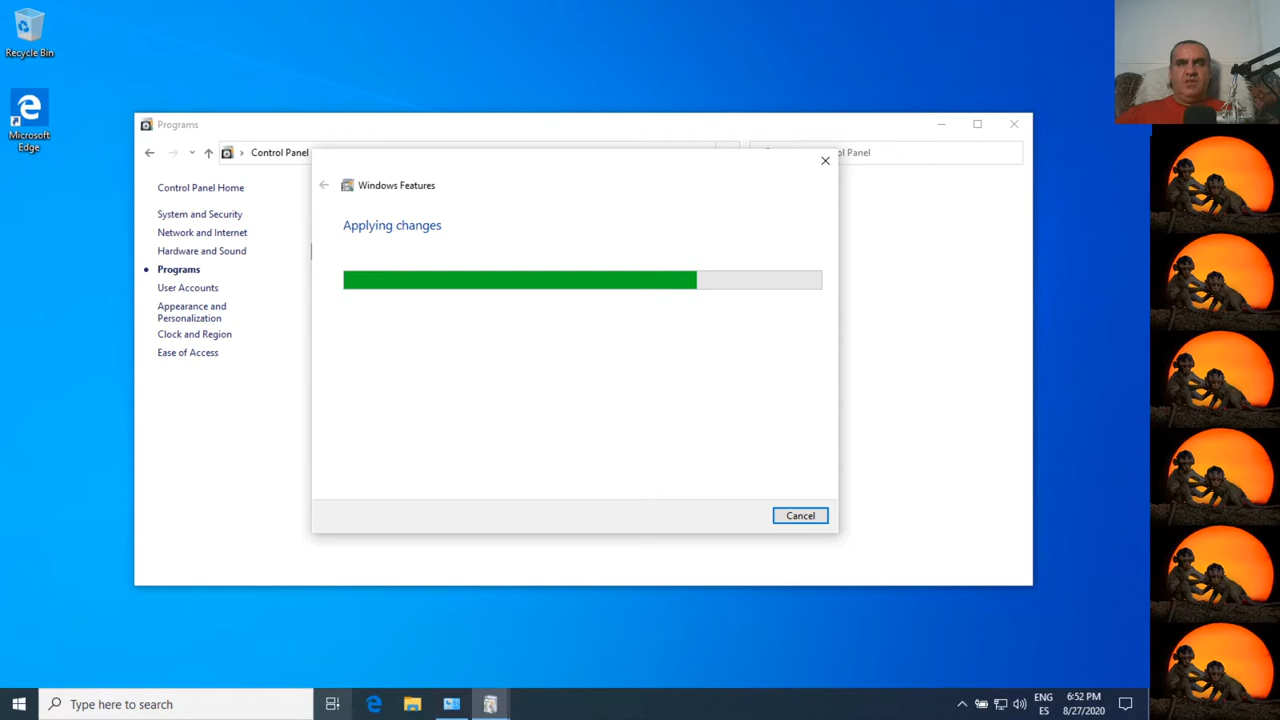 Recycle Bin
Microsoft
Edge
Programs
Control Panel
ol Panel
Control Panel Home
System and Security
Network and Internet
Hardware and Sound
Programs
User Accounts
Appearance and
Personalization
Clock and Region
Ease of Access
Windows Features
Applying changes
Cancel
Type here to search
ENG
ES
6:52 PM
8/27/2020